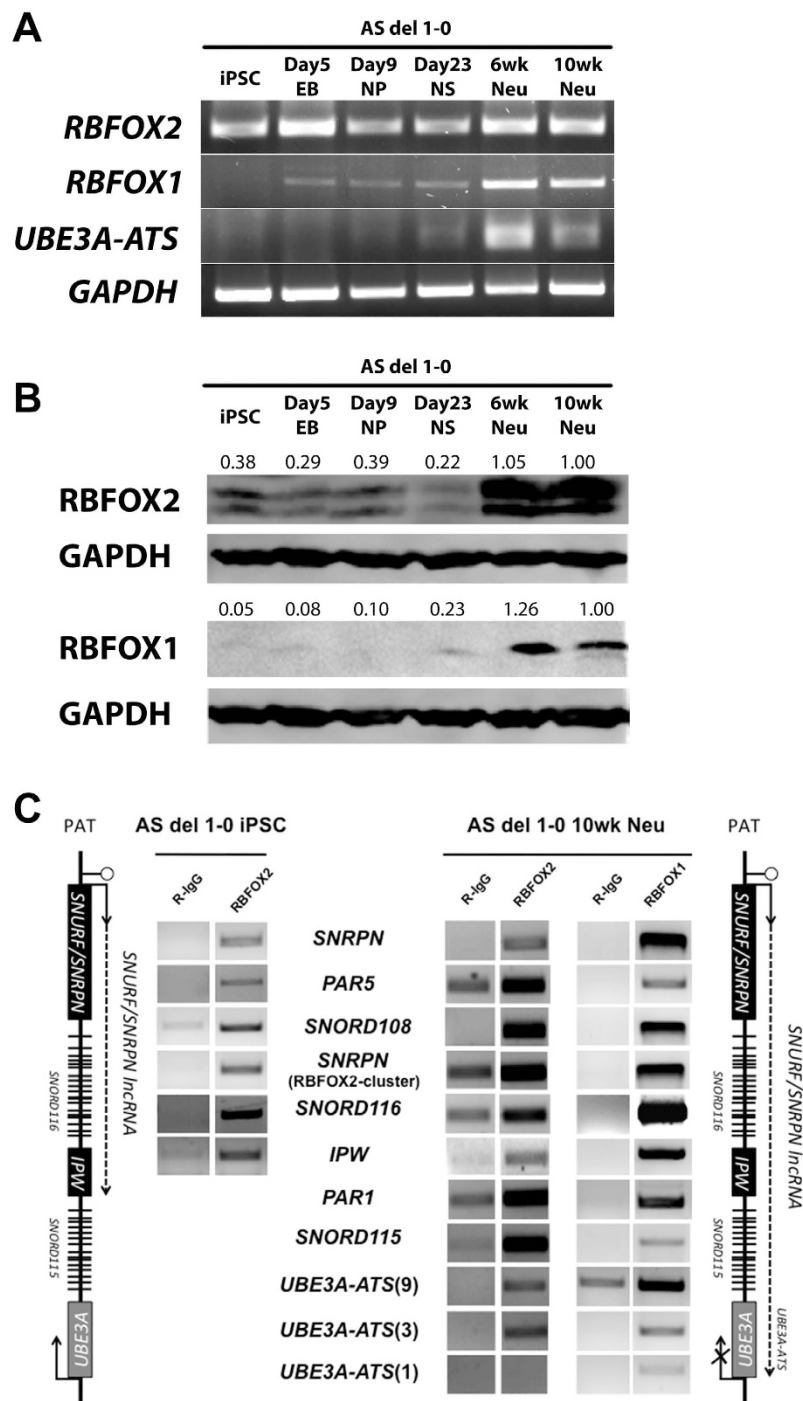 A
AS del 1-0
iPSC Day5 EB Day9 NP Day23 NS 6wk Neu 10wk Neu
RBFOX2
RBFOX1
UBE3A-ATS
GAPDH
B
AS del 1-0
iPSC Day5 EB Day9 NP Day23 NS 6wk Neu 10wk Neu
0.38 0.29 0.39 0.22 1.05 1.00
RBFOX2
GAPDH
0.05 0.08 0.10 0.23 1.26 1.00
RBFOX1
GAPDH
C
PAT
AS del 1-0 iPSC
AS del 1-0 10wk Neu
PAT
R-IgG RBFOX2
R-IgG RBFOX2 R-IgG RBFOX1
SNURF/SNRPN
SNORD116
IPW
SNORD115
UBE3A
SNURF/SNRPN lncRNA
SNRPN
PAR5
SNORD108
SNRPN
(RBFOX2-cluster)
SNORD116
IPW
PAR1
SNORD115
UBE3A-ATS(9)
UBE3A-ATS(3)
UBE3A-ATS(1)
SNURF/SNRPN
SNORD116
IPW
SNORD115
UBE3A
SNURF/SNRPN lncRNA
UBE3A-ATS